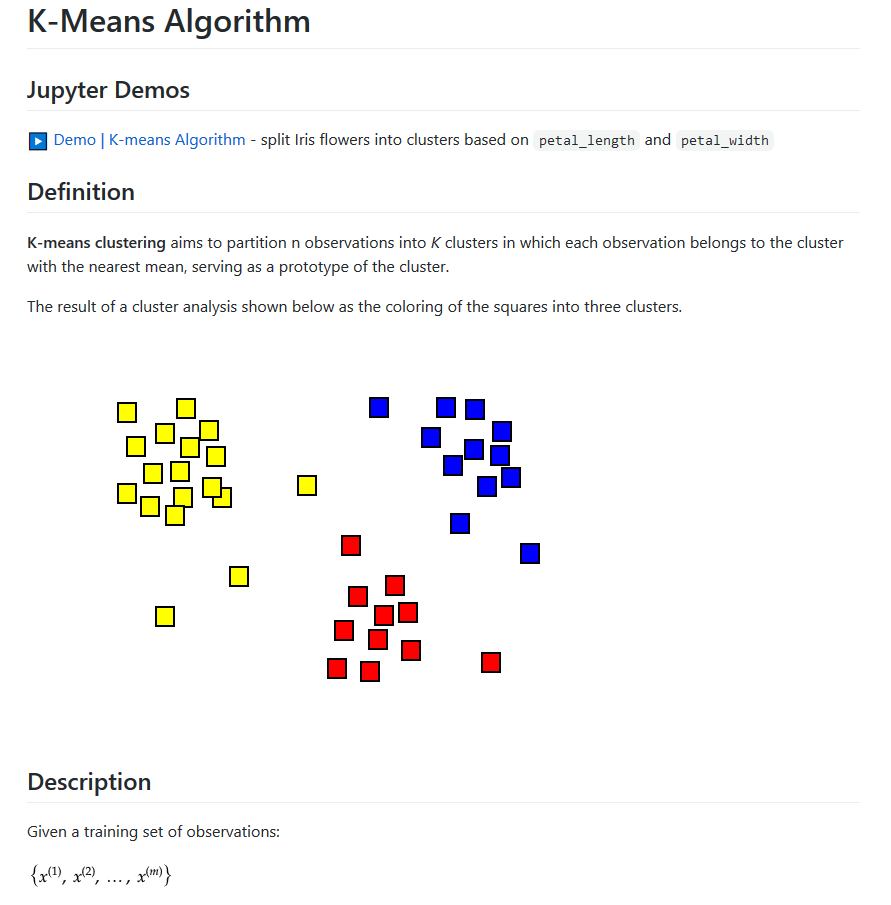 K-Means Algorithm
Jupyter Demos
▶ Demo | K-means Algorithm - split Iris flowers into clusters based on petal_length and petal_width
Definition
K-means clustering aims to partition n observations into K clusters in which each observation belongs to the cluster
with the nearest mean, serving as a prototype of the cluster.
The result of a cluster analysis shown below as the coloring of the squares into three clusters.
Description
Given a training set of observations:
{x⁽¹⁾, x⁽²⁾, …, x⁽ᵐ⁾}